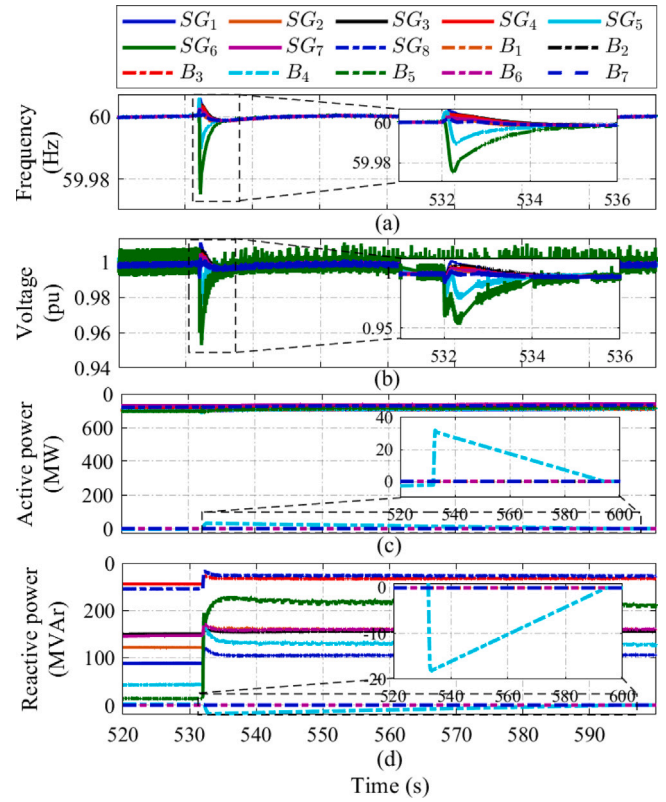 SG1 SG2 SG3 SG4 SG5
SG6 SG7 SG8 B1 B2
B3 B4 B5 B6 B7
Frequency
(Hz)
60
59.98
60
59.98
532 534 536
(a)
Voltage
(pu)
1
0.98
0.96
0.94
0.95
532 534 536
(b)
Active power
(MW)
0
600
400
200
0
40
20
0
520 540 560 580 600
(c)
Reactive power
(MVAr)
0
200
100
0
0
-10
20
520 540 560 580 600
520 530 540 550 560 570 580 590
(d)
Time (s)